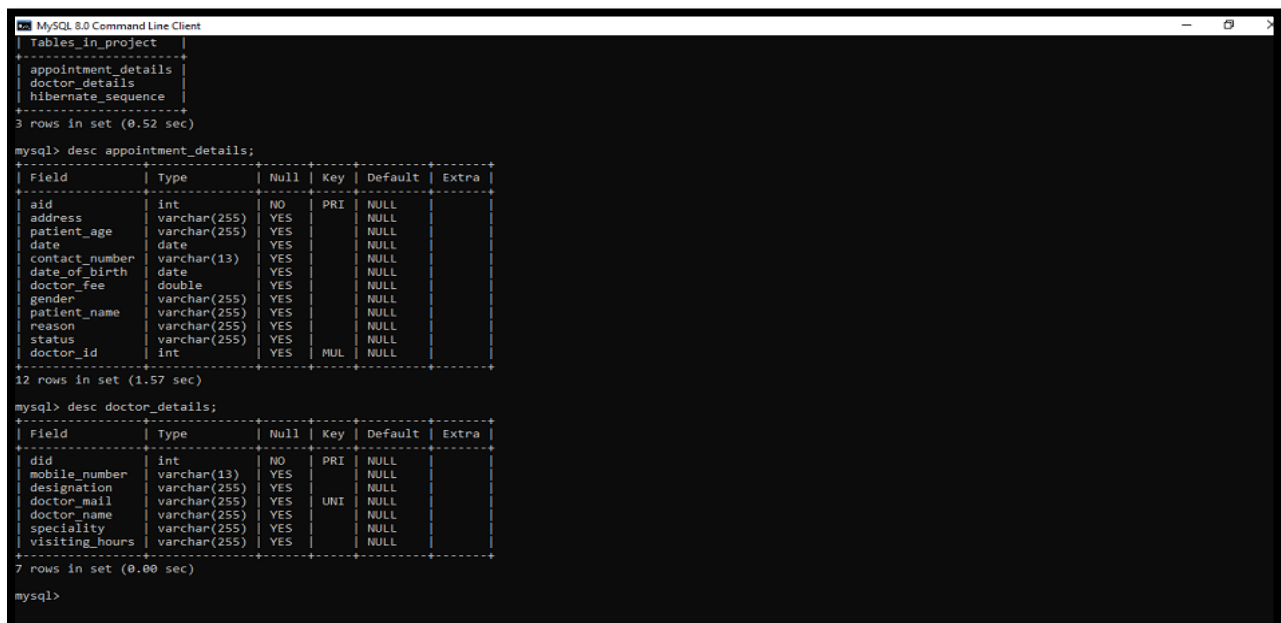 MySQL 8.0 Command Line Client
| Tables_in_project   |
+---------------------+
| appointment_details |
| doctor_details      |
| hibernate_sequence  |
+---------------------+
3 rows in set (0.52 sec)
mysql> desc appointment_details;
+----------------+--------------+------+-----+---------+-------+
| Field          | Type         | Null | Key | Default | Extra |
+----------------+--------------+------+-----+---------+-------+
| aid            | int          | NO   | PRI | NULL    |       |
| address        | varchar(255) | YES  |     | NULL    |       |
| patient_age    | varchar(255) | YES  |     | NULL    |       |
| date           | date         | YES  |     | NULL    |       |
| contact_number | varchar(13)  | YES  |     | NULL    |       |
| date_of_birth  | date         | YES  |     | NULL    |       |
| doctor_fee     | double       | YES  |     | NULL    |       |
| gender         | varchar(255) | YES  |     | NULL    |       |
| patient_name   | varchar(255) | YES  |     | NULL    |       |
| reason         | varchar(255) | YES  |     | NULL    |       |
| status         | varchar(255) | YES  |     | NULL    |       |
| doctor_id      | int          | YES  | MUL | NULL    |       |
+----------------+--------------+------+-----+---------+-------+
12 rows in set (1.57 sec)
mysql> desc doctor_details;
+----------------+--------------+------+-----+---------+-------+
| Field          | Type         | Null | Key | Default | Extra |
+----------------+--------------+------+-----+---------+-------+
| did            | int          | NO   | PRI | NULL    |       |
| mobile_number  | varchar(13)  | YES  |     | NULL    |       |
| designation    | varchar(255) | YES  |     | NULL    |       |
| doctor_mail    | varchar(255) | YES  | UNI | NULL    |       |
| doctor_name    | varchar(255) | YES  |     | NULL    |       |
| speciality     | varchar(255) | YES  |     | NULL    |       |
| visiting_hours | varchar(255) | YES  |     | NULL    |       |
+----------------+--------------+------+-----+---------+-------+
7 rows in set (0.00 sec)
mysql>